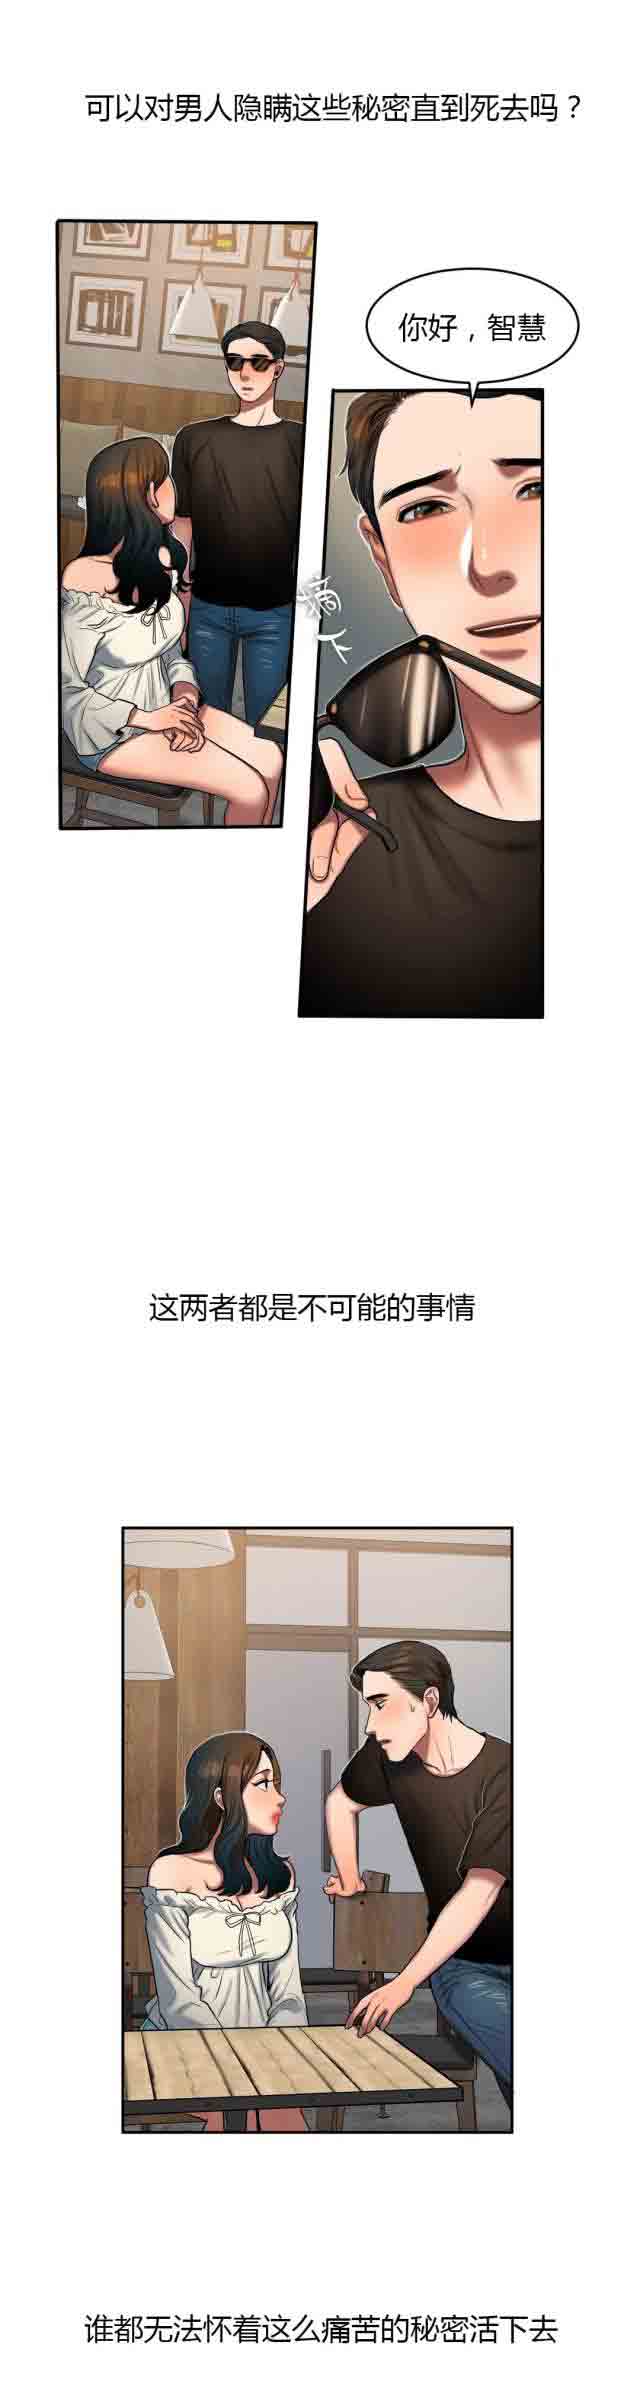 可以对男人隐瞒这些秘密直到死去吗？
你好，智慧
摘
下
这两者都是不可能的事情
谁都无法怀着这么痛苦的秘密活下去